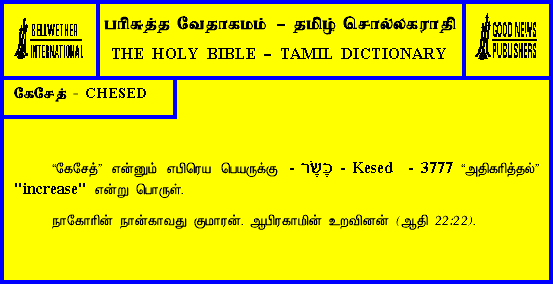 BELLWETHER
INTERNATIONAL
பரிசுத்த வேதாகமம் – தமிழ் சொல்லகராதி
THE HOLY BIBLE – TAMIL DICTIONARY
GOOD NEWS
PUBLISHERS
கேசேத் - CHESED
“கேசேத்” என்னும் எபிரெய பெயருக்கு - כֶּשֶׂד - Kesed - 3777 “அதிகரித்தல்”
"increase" என்று பொருள்.
நாகோரின் நான்காவது குமாரன். ஆபிரகாமின் உறவினன் (ஆதி 22:22).